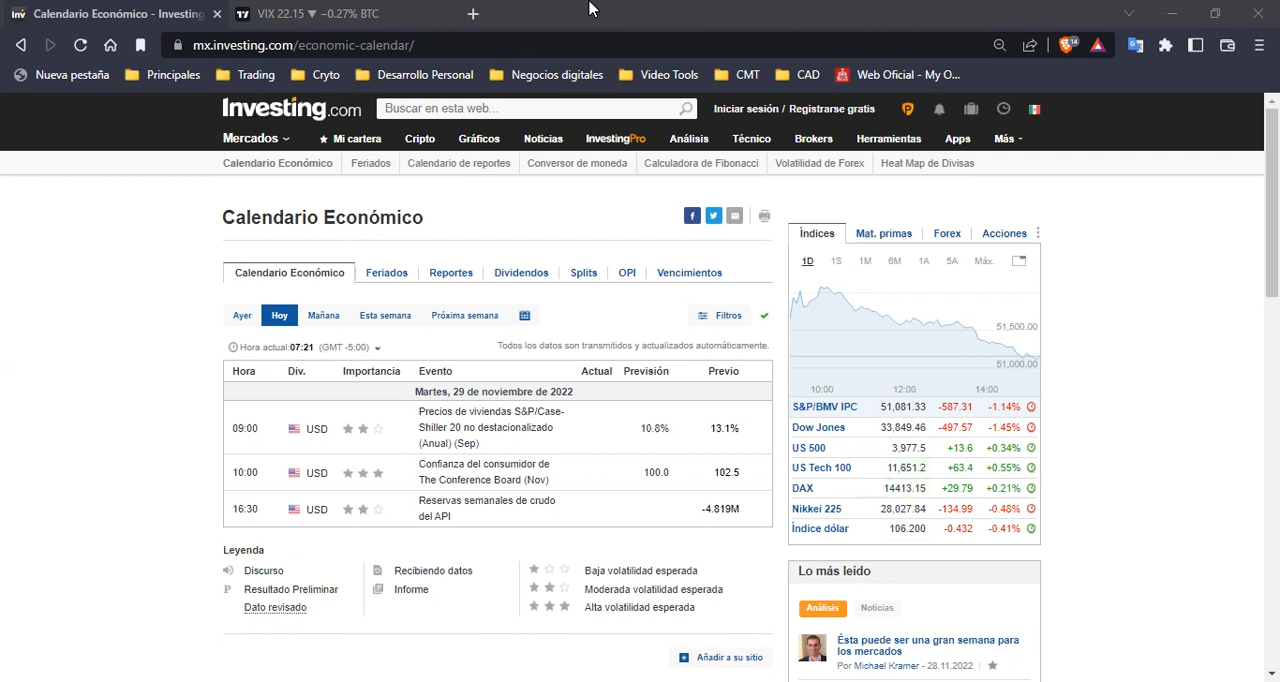 Calendario Económico - Investing
VIX 22.15 ▼ −0.27% BTC
mx.investing.com/economic-calendar/
14
Nueva pestaña
Principales
Trading
Cryto
Desarrollo Personal
Negocios digitales
Video Tools
CMT
CAD
Web Oficial - My O...
Investing.com
Buscar en esta web...
Iniciar sesión / Registrarse gratis
Mercados
Mi cartera
Cripto
Gráficos
Noticias
InvestingPro
Análisis
Técnico
Brokers
Herramientas
Apps
Más
Calendario Económico
Feriados
Calendario de reportes
Conversor de moneda
Calculadora de Fibonacci
Volatilidad de Forex
Heat Map de Divisas
Calendario Económico
Calendario Económico
Feriados
Reportes
Dividendos
Splits
OPI
Vencimientos
Ayer
Hoy
Mañana
Esta semana
Próxima semana
Filtros
Hora actual:07:21 (GMT -5:00)
Todos los datos son transmitidos y actualizados automáticamente.
Hora Div. Importancia Evento Actual Previsión Previo
Martes, 29 de noviembre de 2022
Precios de viviendas S&P/Case-
09:00 USD Shiller 20 no destacionalizado 10.8% 13.1%
(Anual) (Sep)
Confianza del consumidor de
10:00 USD 100.0 102.5
The Conference Board (Nov)
Reservas semanales de crudo
16:30 USD -4.819M
del API
Leyenda
Discurso
Resultado Preliminar
P
Dato revisado
Recibiendo datos
Informe
Baja volatilidad esperada
Moderada volatilidad esperada
Alta volatilidad esperada
Añadir a su sitio
Índices
Mat. primas
Forex
Acciones
1D 1S 1M 6M 1A 5A Máx.
51,500.00
51,000.00
10:00 12:00 14:00
S&P/BMV IPC 51,081.33 -587.31 -1.14%
Dow Jones 33,849.46 -497.57 -1.45%
US 500 3,977.5 +13.6 +0.34%
US Tech 100 11,651.2 +63.4 +0.55%
DAX 14413.15 +29.79 +0.21%
Nikkei 225 28,027.84 -134.99 -0.48%
Índice dólar 106.200 -0.432 -0.41%
Lo más leído
Análisis
Noticias
Ésta puede ser una gran semana para
los mercados
Por Michael Kramer - 28.11.2022